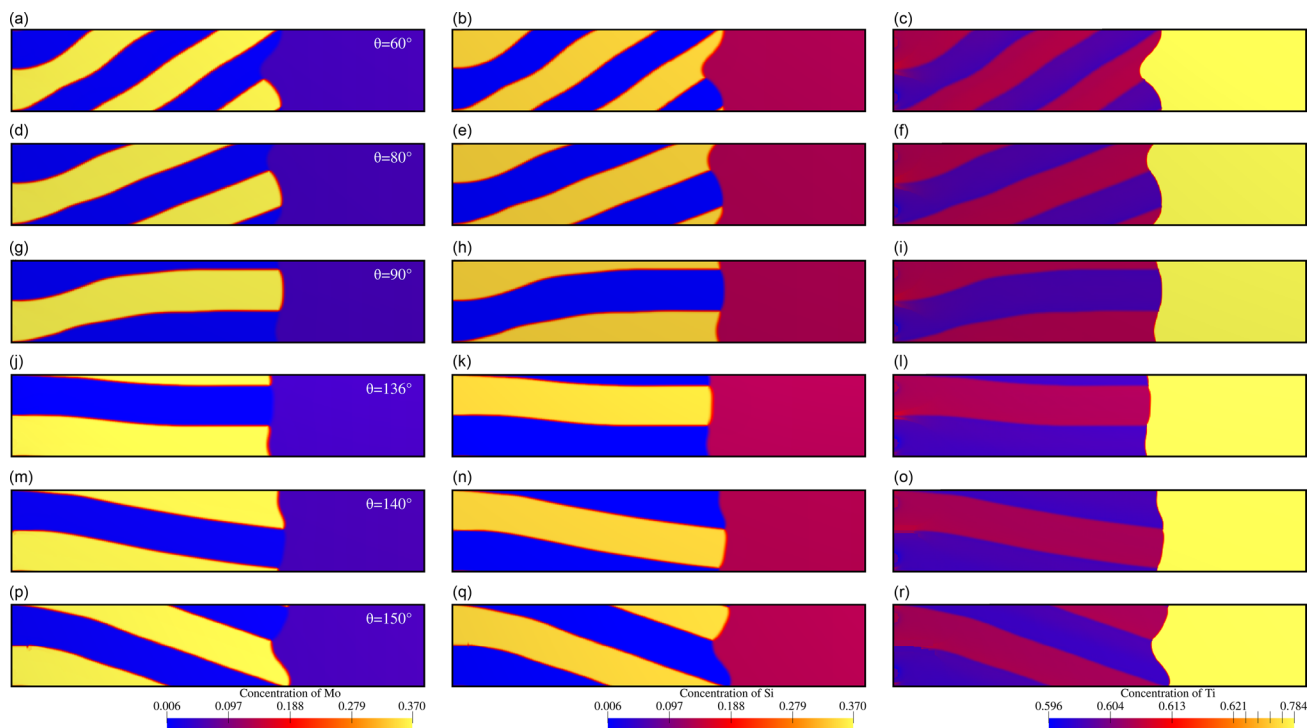 (a) (b) (c)
θ=60°
(d) (e) (f)
θ=80°
(g) (h) (i)
θ=90°
(j) (k) (l)
θ=136°
(m) (n) (o)
θ=140°
(p) (q) (r)
θ=150°
Concentration of Mo Concentration of Si Concentration of Ti
0.006 0.097 0.188 0.279 0.370 0.006 0.097 0.188 0.279 0.370 0.596 0.604 0.613 0.621 0.784